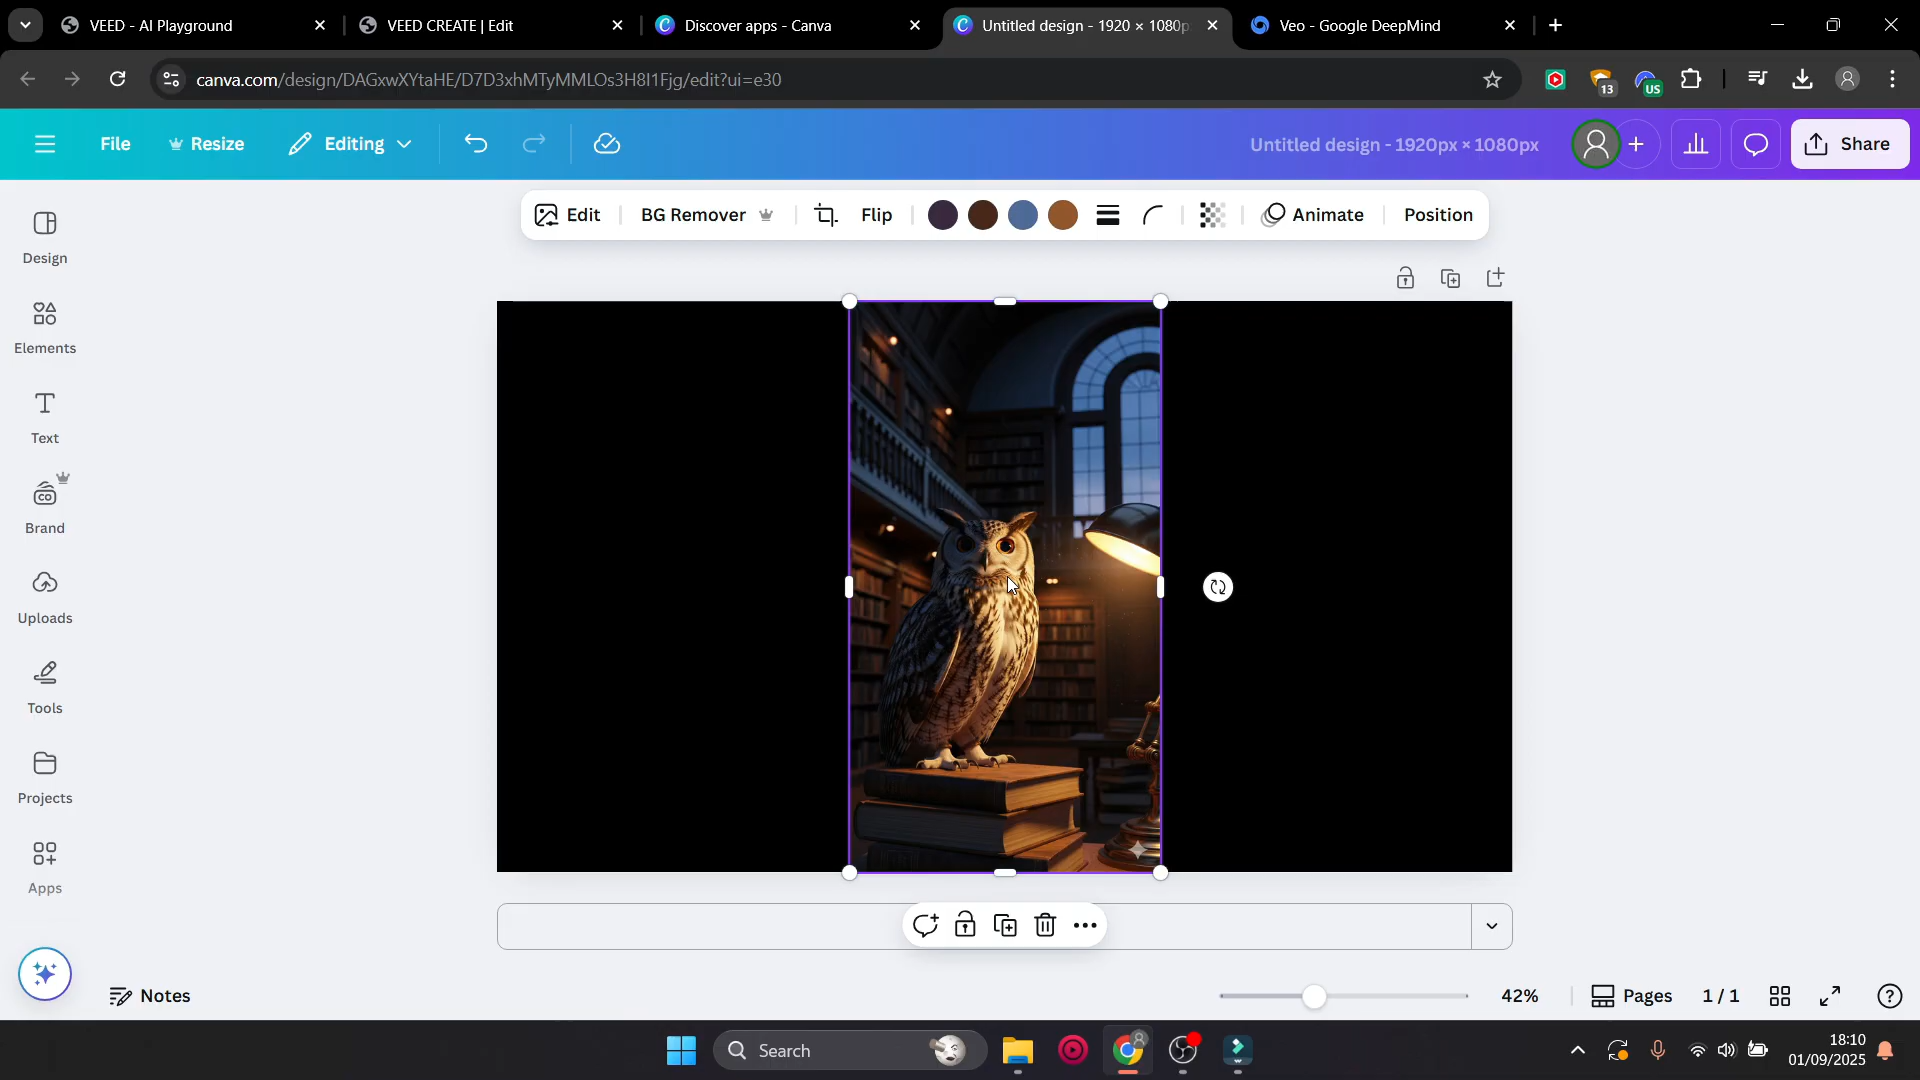 VEED - AI Playground
VEED CREATE | Edit
Discover apps - Canva
Untitled design - 1920 × 1080p
Veo - Google DeepMind
canva.com/design/DAGxwXYtaHE/D7D3xhMTyMMLOs3H8I1Fjg/edit?ui=e30
13
US
File
Resize
Editing
Untitled design - 1920px × 1080px
Share
Edit
BG Remover
Flip
Animate
Position
Design
Elements
Text
CO
Brand
Uploads
Tools
Projects
Apps
Notes
42%
Pages
1 / 1
Search
18:10
01/09/2025